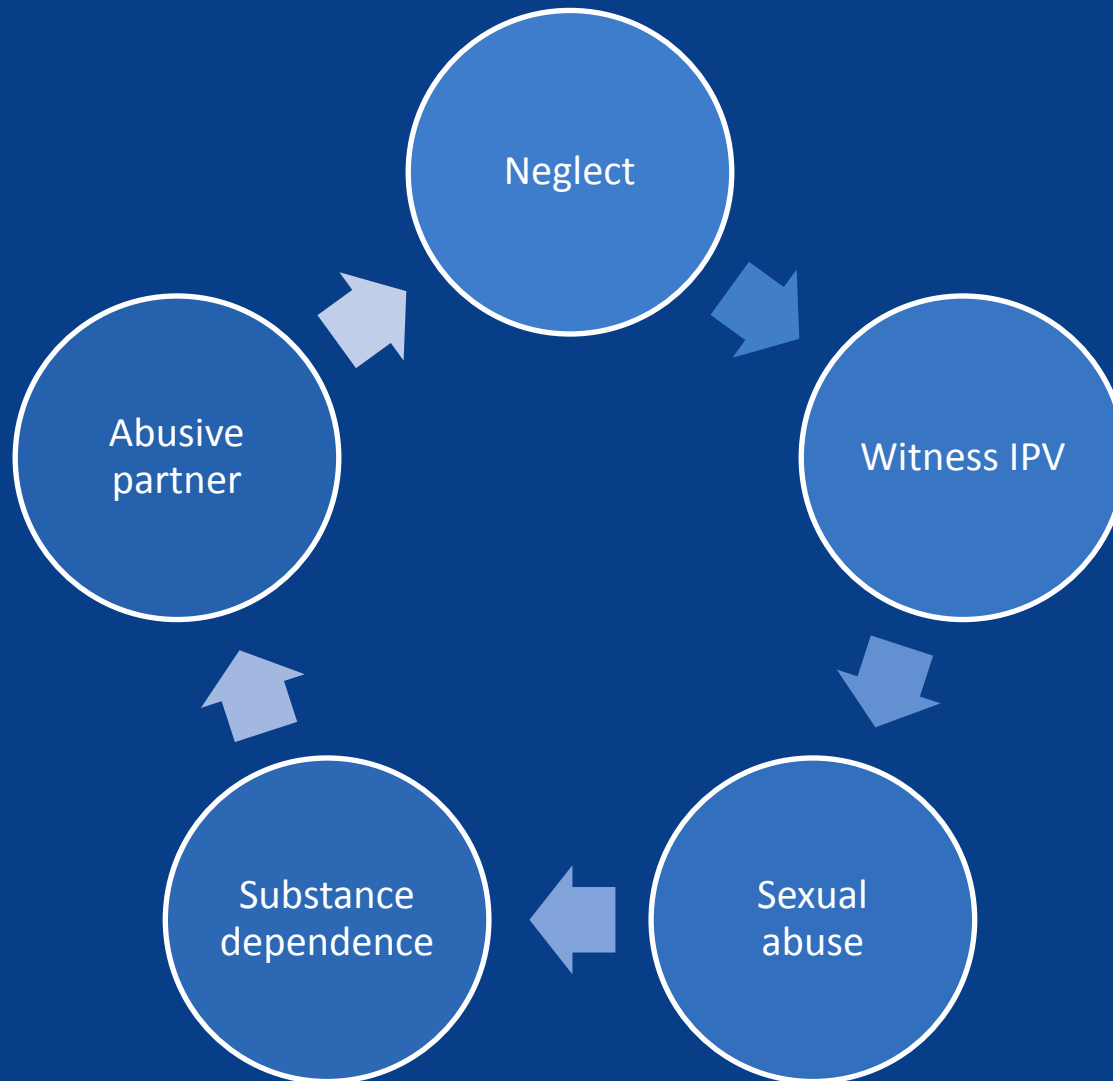 Neglect
Witness IPV
Sexual
abuse
Substance
dependence
Abusive
partner